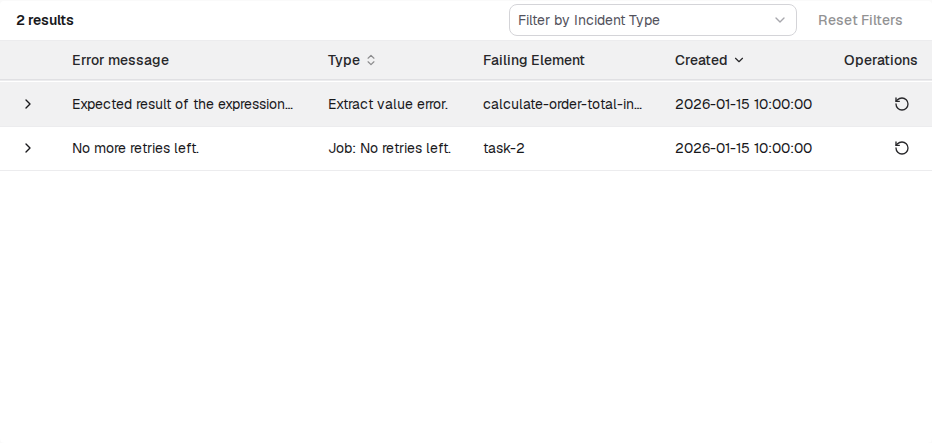 2 results Filter by Incident Type Reset Filters
Error message Type Failing Element Created Operations
Expected result of the expression... Extract value error. calculate-order-total-in... 2026-01-15 10:00:00
No more retries left. Job: No retries left. task-2 2026-01-15 10:00:00